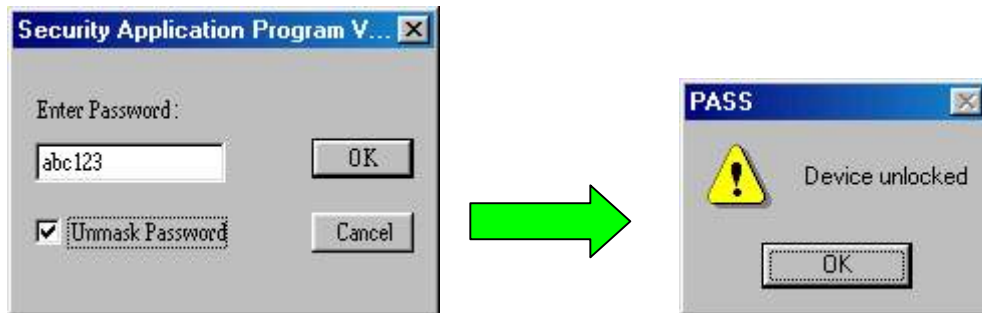 Security Application Program V...
Enter Password:
abc123
OK
Unmask Password
Cancel
PASS
Device unlocked
OK